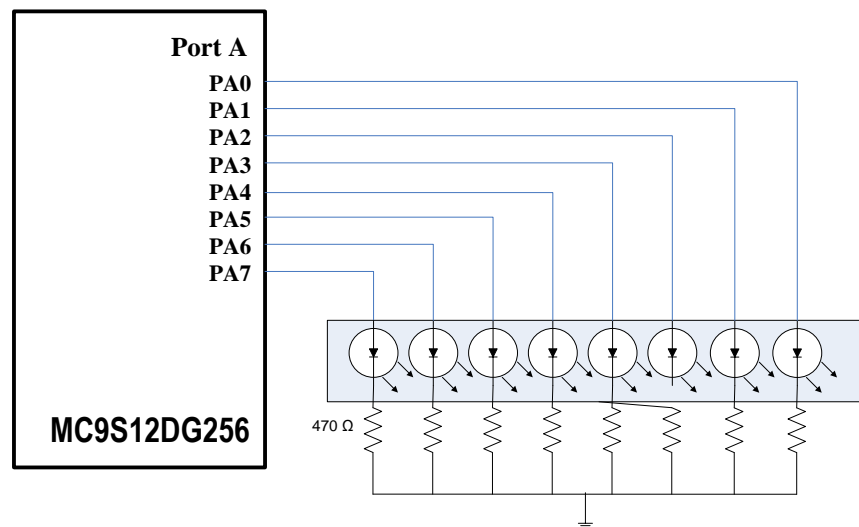 Port A
PA0
PA1
PA2
PA3
PA4
PA5
PA6
PA7
470 Ω
MC9S12DG256